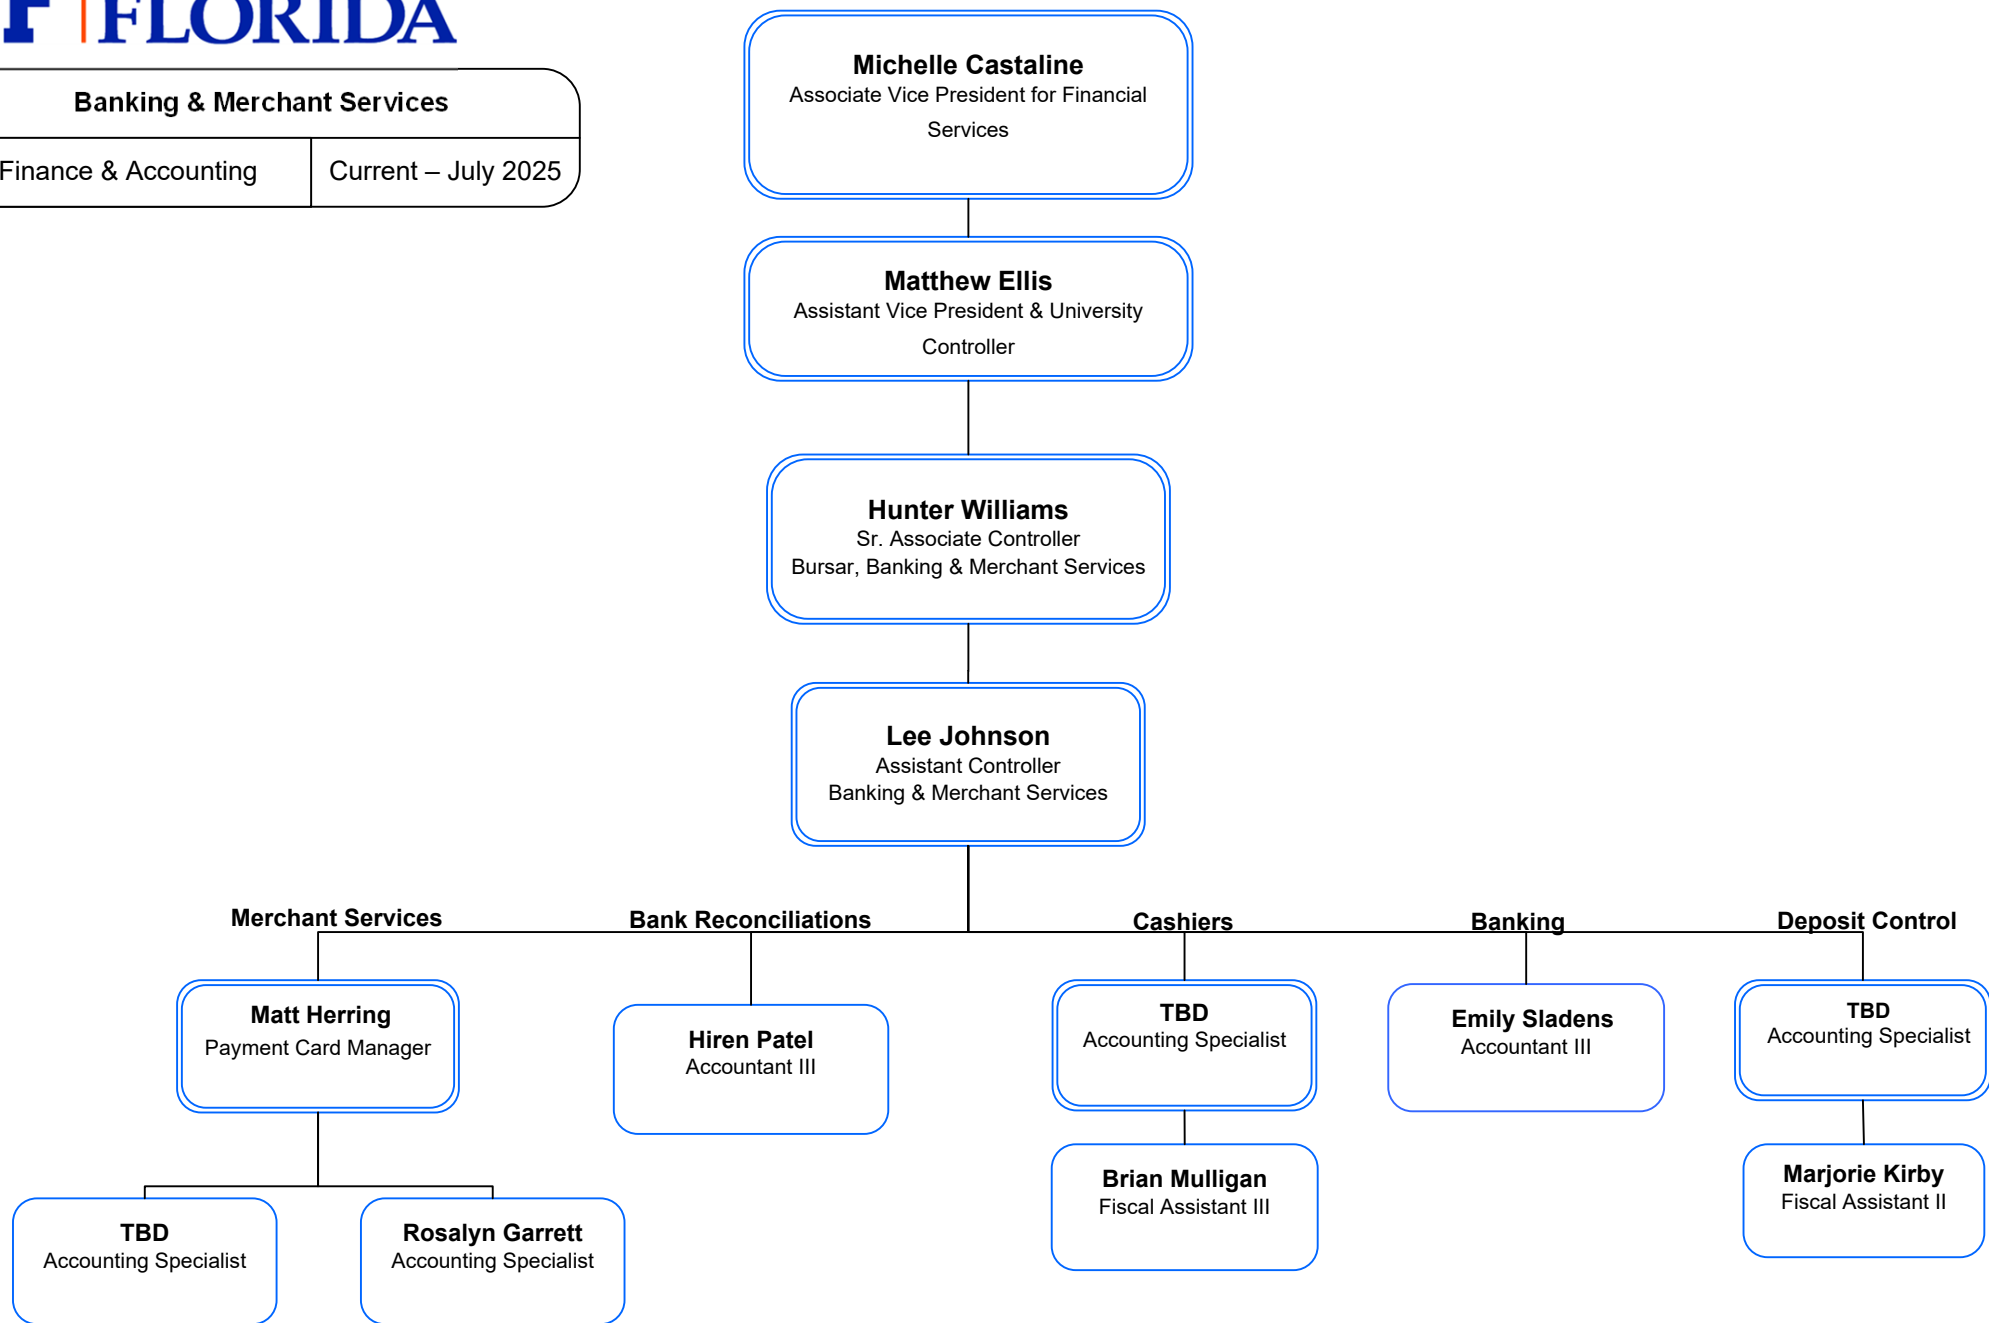 FLORIDA
Banking & Merchant Services
Finance & Accounting
Current – July 2025
Michelle Castaline
Associate Vice President for Financial
Services
Matthew Ellis
Assistant Vice President & University
Controller
Hunter Williams
Sr. Associate Controller
Bursar, Banking & Merchant Services
Lee Johnson
Assistant Controller
Banking & Merchant Services
Merchant Services
Bank Reconciliations
Cashiers
Banking
Deposit Control
Matt Herring
Payment Card Manager
Hiren Patel
Accountant III
TBD
Accounting Specialist
Emily Sladens
Accountant III
TBD
Accounting Specialist
TBD
Accounting Specialist
Rosalyn Garrett
Accounting Specialist
Brian Mulligan
Fiscal Assistant III
Marjorie Kirby
Fiscal Assistant II